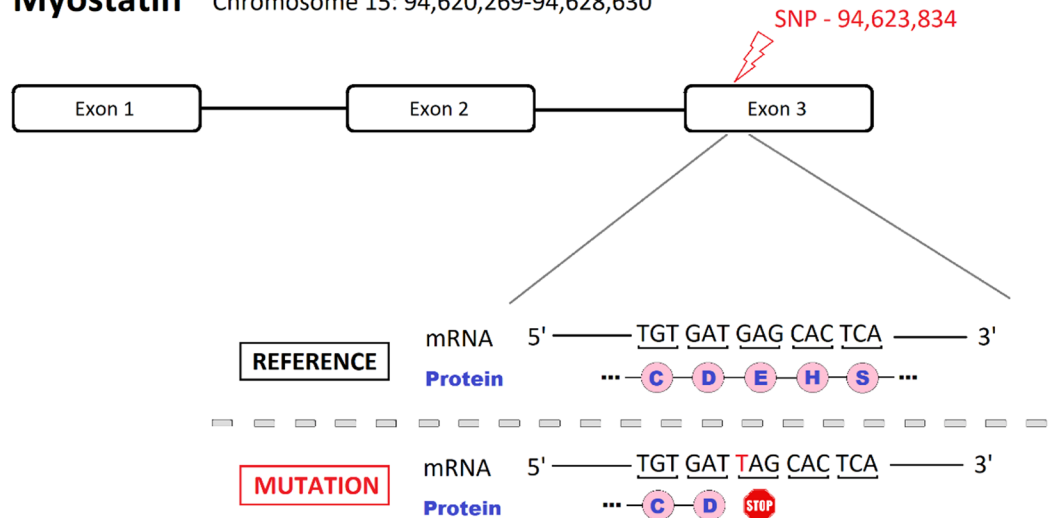 Myostatin Chromosome 15: 94,620,269-94,628,630
SNP - 94,623,834
Exon 1 Exon 2 Exon 3
REFERENCE
mRNA 5' TGT GAT GAG CAC TCA 3'
Protein ... C D E H S ...
MUTATION
mRNA 5' TGT GAT TAG CAC TCA 3'
Protein ... C D STOP